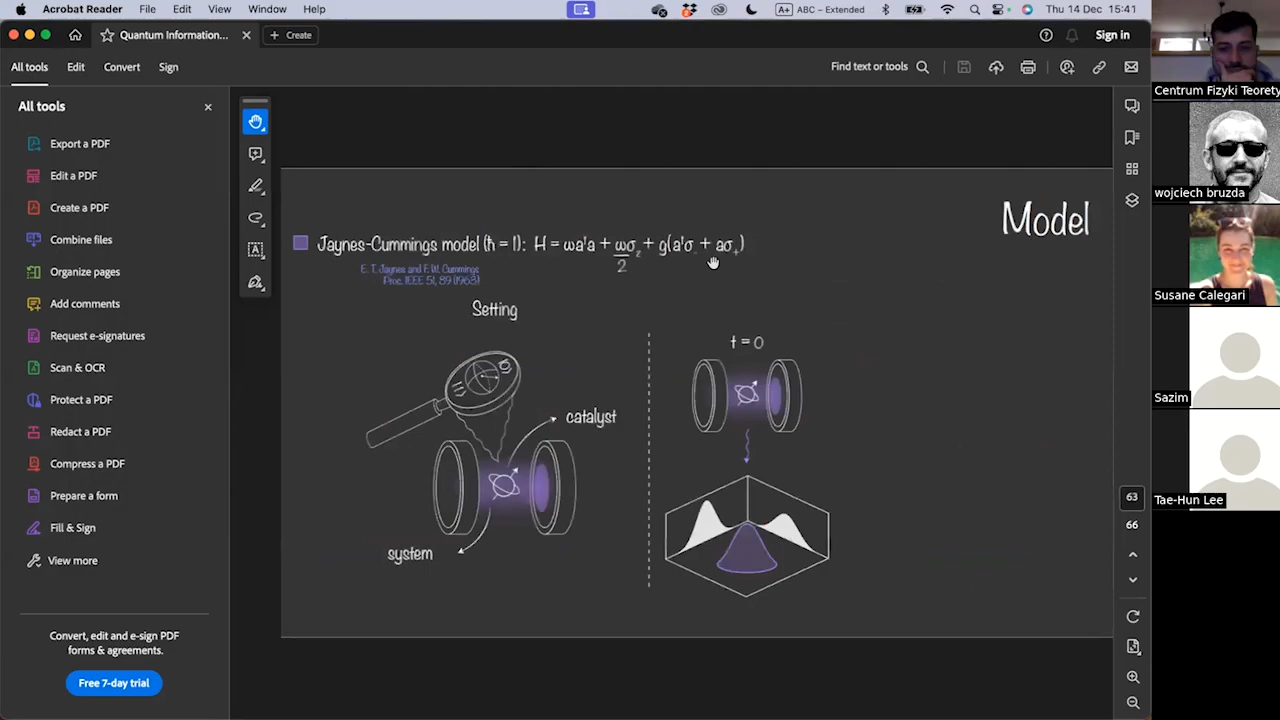 Acrobat Reader File Edit View Window Help
ABC – Extended Thu 14 Dec 15:41
Quantum Information...
Create
Sign in
All tools Edit Convert Sign
Find text or tools
All tools
Export a PDF
Edit a PDF
Create a PDF
Combine files
Organize pages
Add comments
Request e-signatures
Scan & OCR
Protect a PDF
Redact a PDF
Compress a PDF
Prepare a form
Fill & Sign
View more
Convert, edit and e-sign PDF
forms & agreements.
Free 7-day trial
Model
Jaynes-Cummings model (ħ = 1): H = ωa†a + ω/2 σz + g(a†σ- + aσ+)
E. T. Jaynes and F. W. Cummings
Proc. IEEE 51, 89 (1963)
Setting
catalyst
system
t = 0
63
66
Centrum Fizyki Teorety
wojciech bruzda
Susane Calegari
Sazim
Tae-Hun Lee